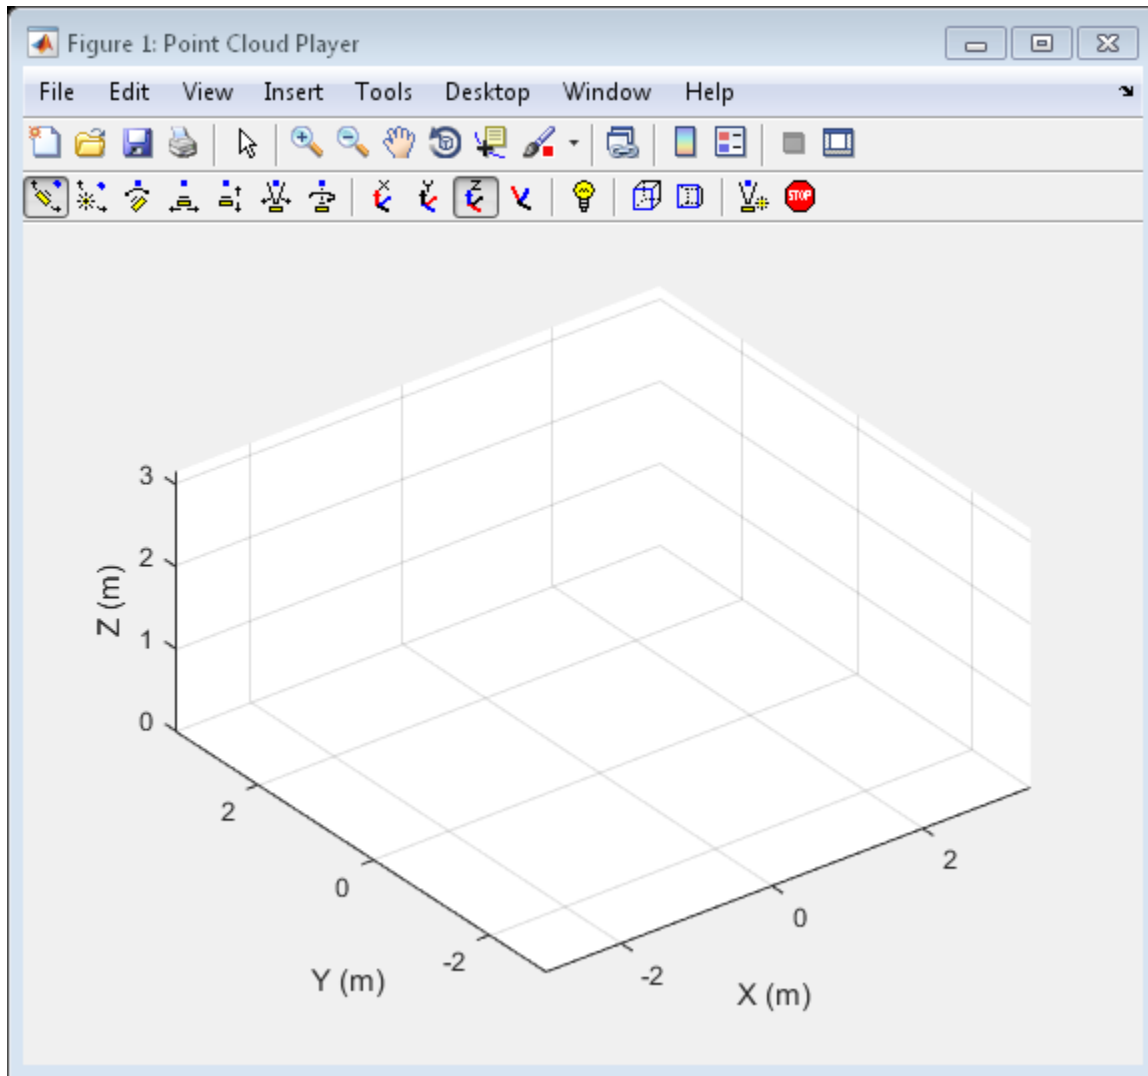 Figure 1: Point Cloud Player
File Edit View Insert Tools Desktop Window Help
X Y Z STOP
3
2
1
0
Z (m)
2
0
-2
Y (m)
-2
0
2
X (m)